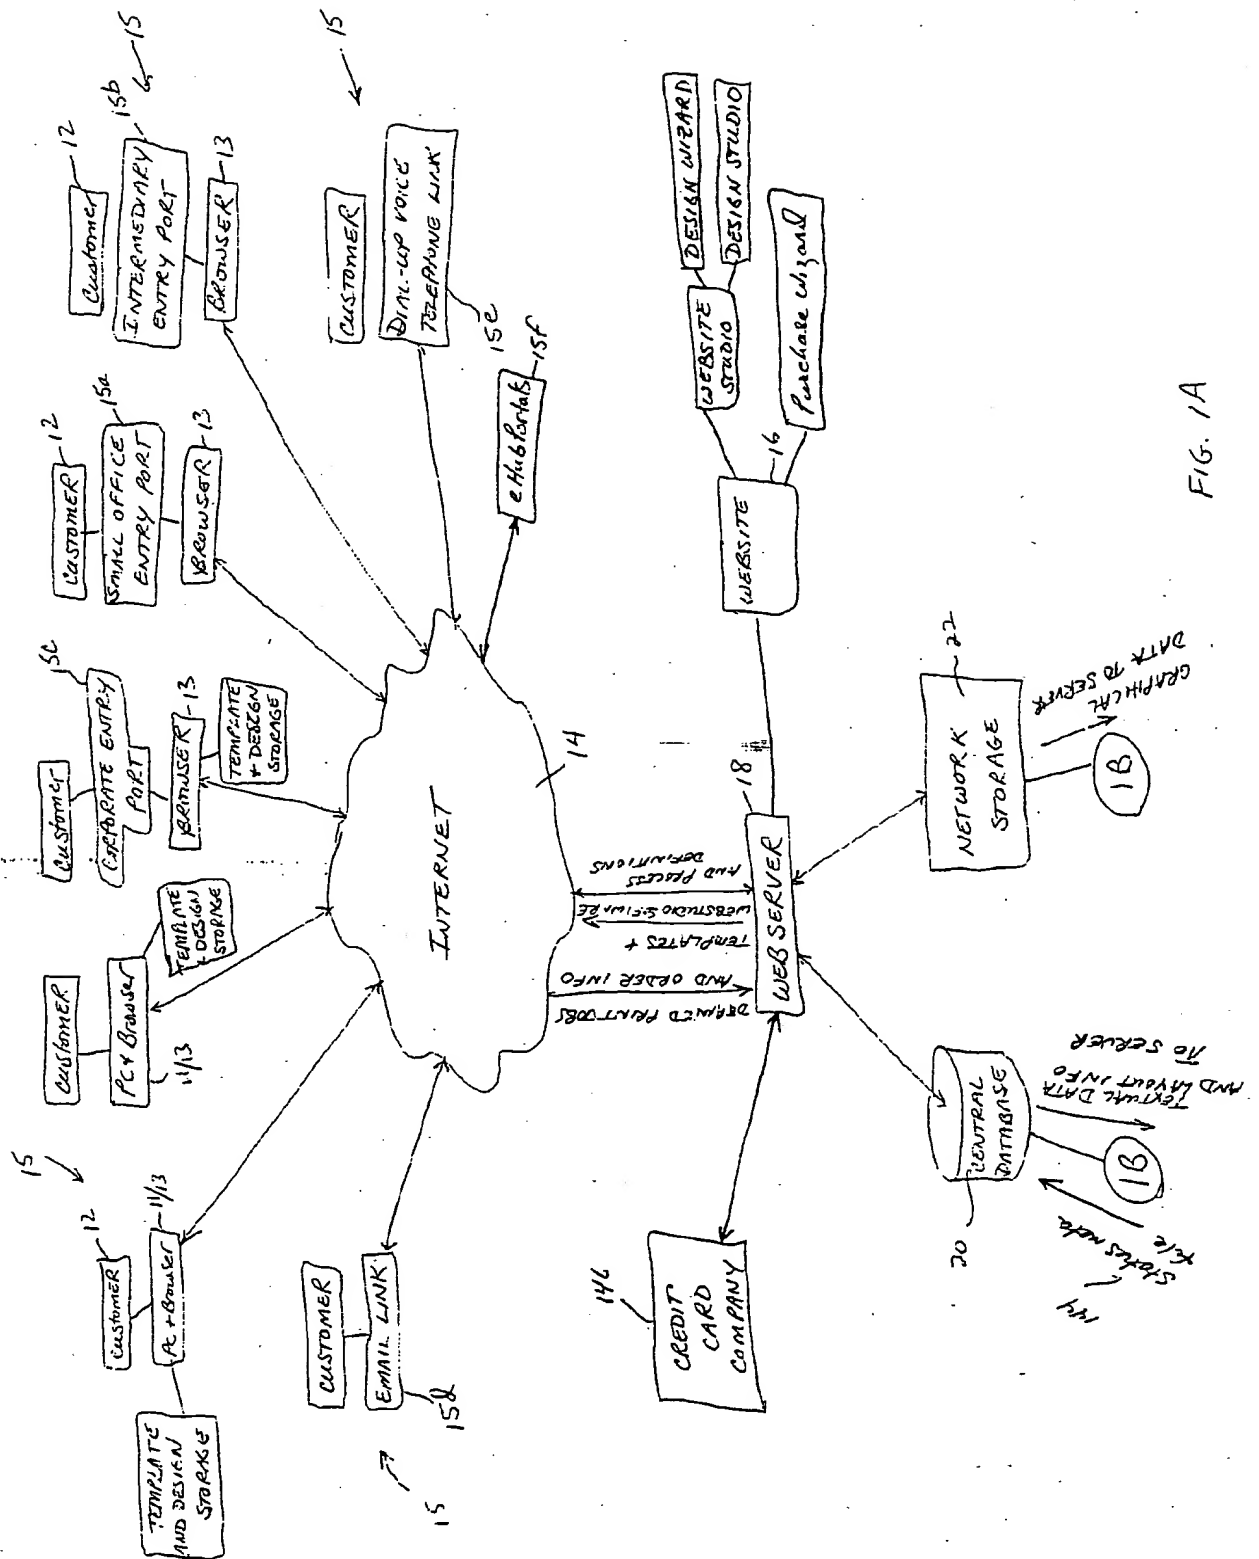 15
12
Customer
PC + Browser
11/13
TEMPLATE
AND DESIGN
STORAGE
CUSTOMER
PC + Browser
11/13
TEMPLATE
+ DESIGN
STORAGE
Customer
CORPORATE ENTRY
PORT
15c
BROWSER
13
TEMPLATE
+ DESIGN
STORAGE
12
CUSTOMER
SMALL OFFICE
ENTRY PORT
15a
BROWSER
13
12
Customer
15b
15
INTERMEDIARY
ENTRY PORT
BROWSER
13
CUSTOMER
EMAIL LINK
15d
15
CUSTOMER
DIAL-UP VOICE
TELEPHONE LINK
15e
15
eHubPortals
15f
INTERNET
14
DEFINED PRINT JOBS
AND ORDER INFO
TEMPLATES +
WEBSTUDIO SOFTWARE
AND PROCESS
DEFINITIONS
146
CREDIT
CARD
COMPANY
WEB SERVER
18
WEBSITE
16
WEBSITE
STUDIO
DESIGN WIZARD
DESIGN STUDIO
Purchase Wizard
CENTRAL
DATABASE
20
1B
144
Status meta
file
TEXTUAL DATA
AND LAYOUT INFO
TO SERVER
NETWORK
STORAGE
22
1B
GRAPHICAL
DATA TO SERVER
FIG. 1A